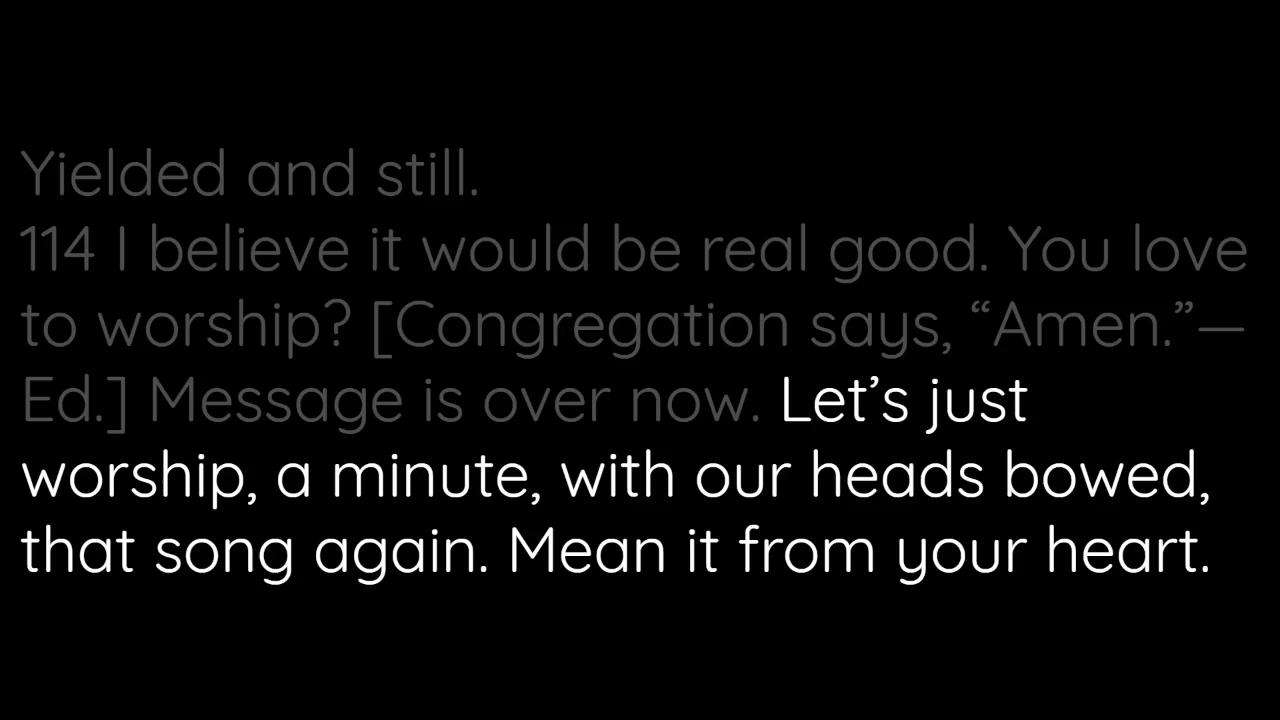 Yielded and still.
114 I believe it would be real good. You love
to worship? [Congregation says, “Amen.”—
Ed.] Message is over now. Let’s just
worship, a minute, with our heads bowed,
that song again. Mean it from your heart.